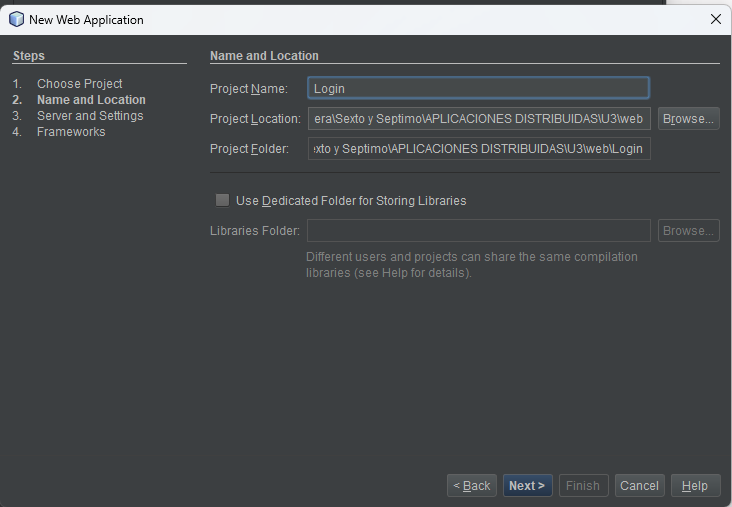 New Web Application
Steps
1. Choose Project
2. Name and Location
3. Server and Settings
4. Frameworks
Name and Location
Project Name: Login
Project Location: era\Sexto y Septimo\APLICACIONES DISTRIBUIDAS\U3\web Browse...
Project Folder: xto y Septimo\APLICACIONES DISTRIBUIDAS\U3\web\Login
Use Dedicated Folder for Storing Libraries
Libraries Folder: Browse...
Different users and projects can share the same compilation
libraries (see Help for details).
< Back Next > Finish Cancel Help